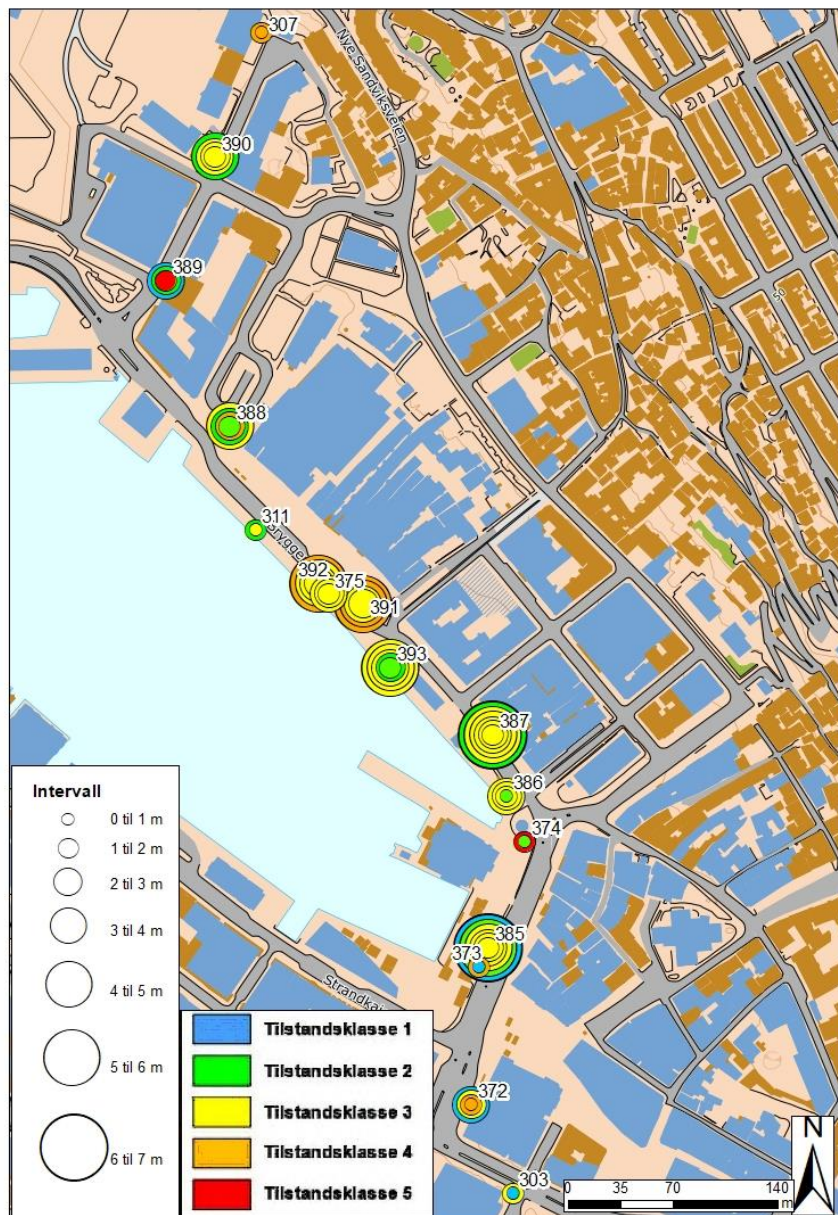 307
Nye Sandviksveien
390
389
388
311
Brygge
392
375
391
393
387
386
374
385
373
Strandkai
372
303
Intervall
0 til 1 m
1 til 2 m
2 til 3 m
3 til 4 m
4 til 5 m
5 til 6 m
6 til 7 m
Tilstandsklasse 1
Tilstandsklasse 2
Tilstandsklasse 3
Tilstandsklasse 4
Tilstandsklasse 5
N
0 35 70 140
m